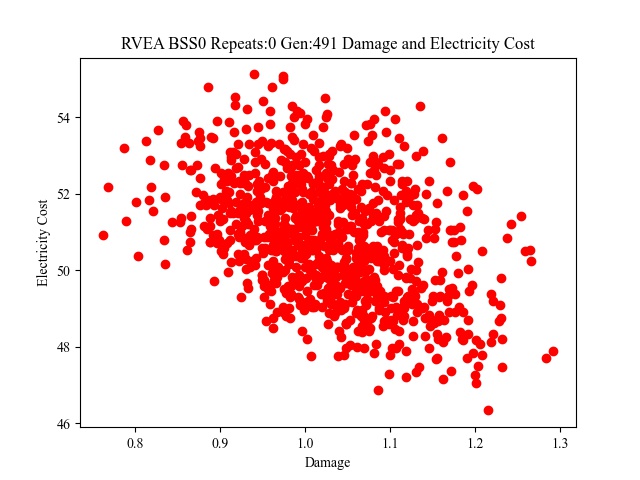 RVEA BSS0 Repeats:0 Gen:491 Damage and Electricity Cost
54
52
50
48
46
Electricity Cost
0.8 0.9 1.0 1.1 1.2 1.3
Damage